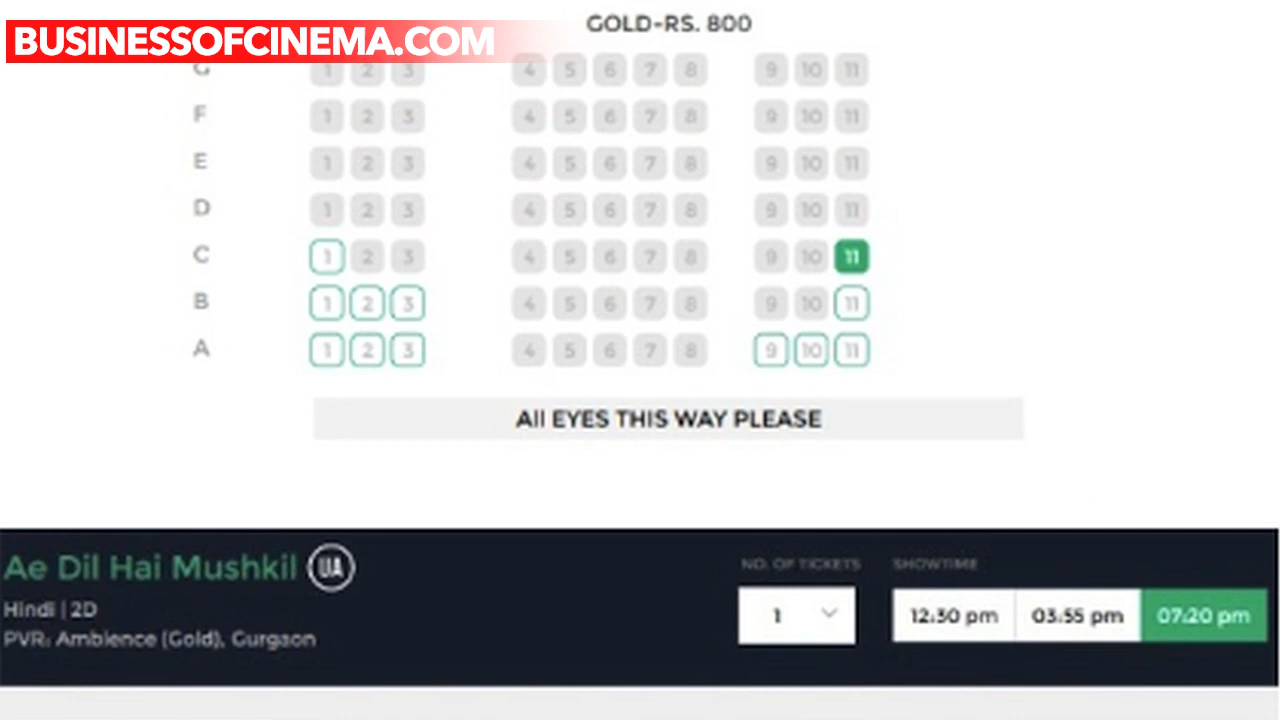 GOLD-RS. 800
BUSINESSOFCINEMA.COM
G 1 2 3 4 5 6 7 8 9 10 11
F 1 2 3 4 5 6 7 8 9 10 11
E 1 2 3 4 5 6 7 8 9 10 11
D 1 2 3 4 5 6 7 8 9 10 11
C 1 2 3 4 5 6 7 8 9 10 11
B 1 2 3 4 5 6 7 8 9 10 11
A 1 2 3 4 5 6 7 8 9 10 11
All EYES THIS WAY PLEASE
Ae Dil Hai Mushkil UA
Hindi | 2D
PVR: Ambience (Gold), Gurgaon
NO. OF TICKETS
1
SHOWTIME
12:30 pm 03:55 pm 07:20 pm